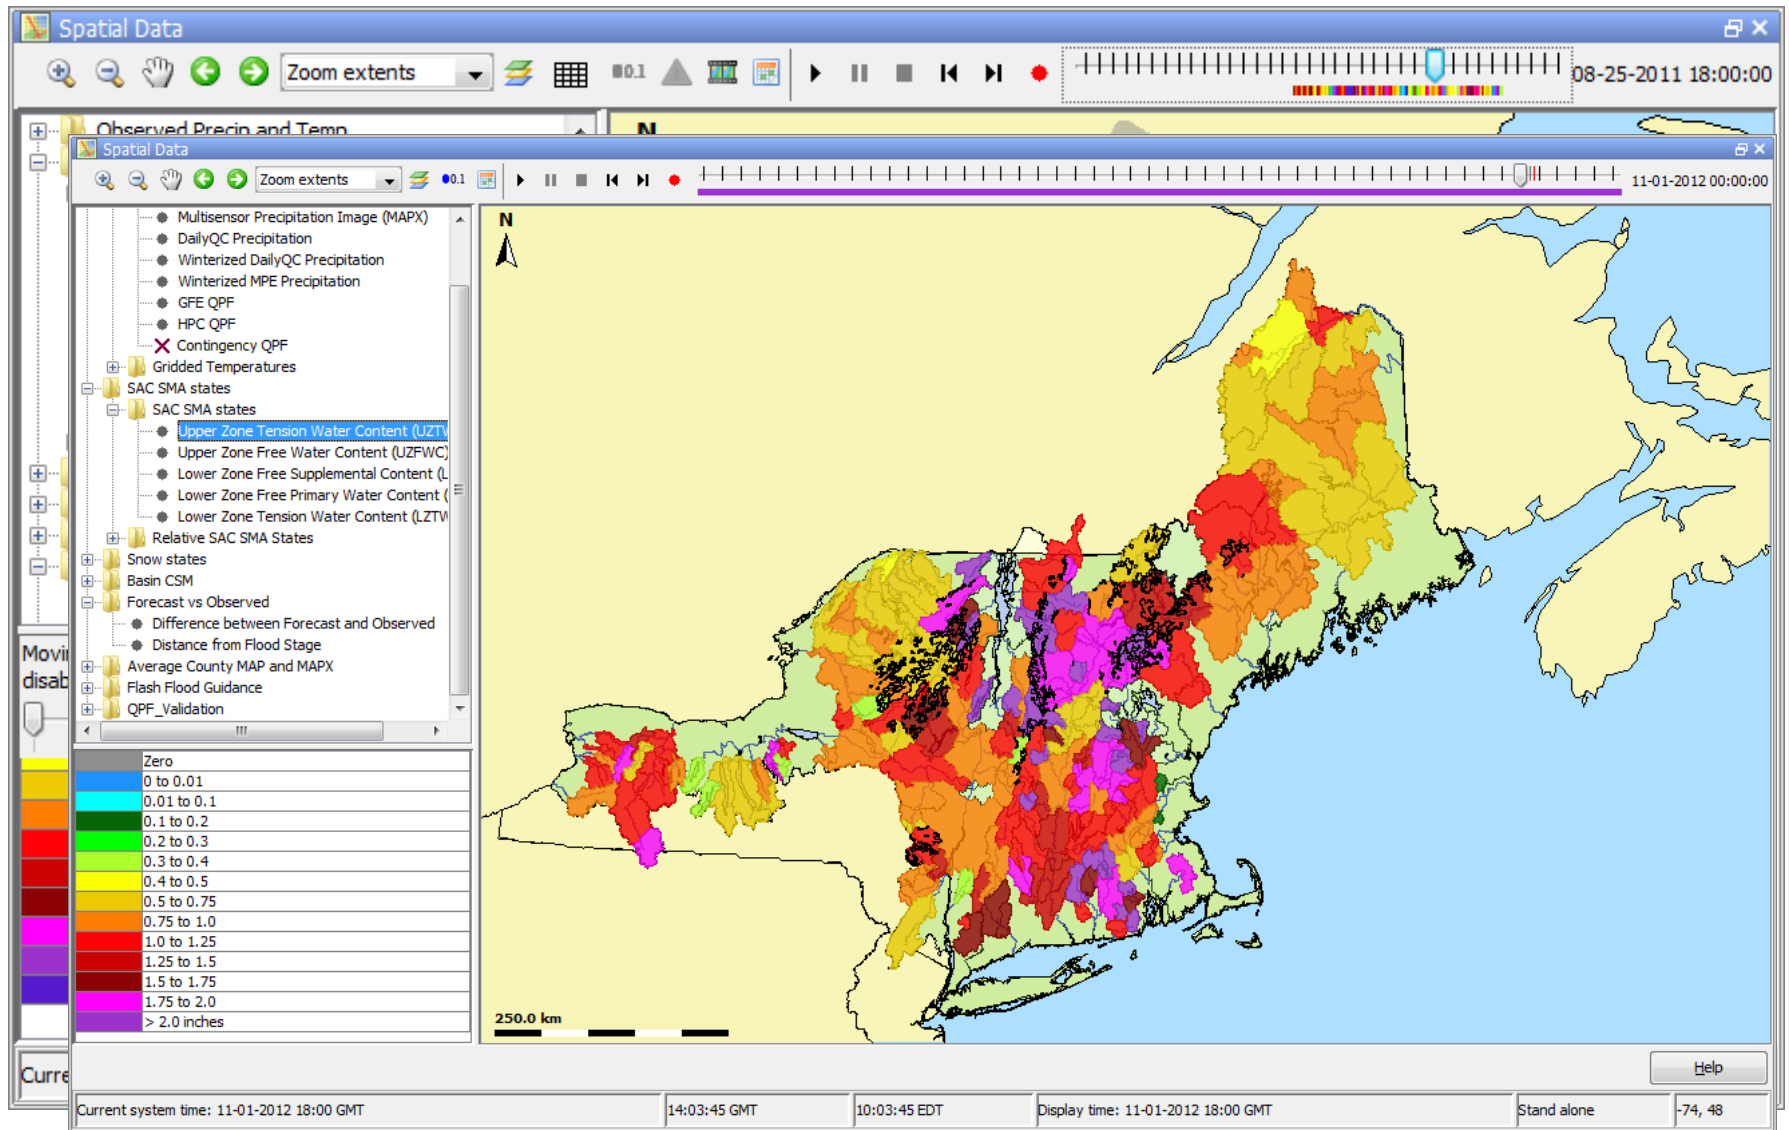 Spatial Data
Zoom extents
0.1
08-25-2011 18:00:00
Observed Precip and Temp
N
Spatial Data
Zoom extents
0.1
11-01-2012 00:00:00
Multisensor Precipitation Image (MAPX)
DailyQC Precipitation
Winterized DailyQC Precipitation
Winterized MPE Precipitation
GFE QPF
HPC QPF
Contingency QPF
Gridded Temperatures
SAC SMA states
SAC SMA states
Upper Zone Tension Water Content (UZTW
Upper Zone Free Water Content (UZFWC)
Lower Zone Free Supplemental Content (L
Lower Zone Free Primary Water Content (
Lower Zone Tension Water Content (LZTW
Relative SAC SMA States
Snow states
Basin CSM
Forecast vs Observed
Difference between Forecast and Observed
Distance from Flood Stage
Average County MAP and MAPX
Flash Flood Guidance
QPF_Validation
Movi
disab
Zero
0 to 0.01
0.01 to 0.1
0.1 to 0.2
0.2 to 0.3
0.3 to 0.4
0.4 to 0.5
0.5 to 0.75
0.75 to 1.0
1.0 to 1.25
1.25 to 1.5
1.5 to 1.75
1.75 to 2.0
> 2.0 inches
N
250.0 km
Help
Curre
Current system time: 11-01-2012 18:00 GMT
14:03:45 GMT
10:03:45 EDT
Display time: 11-01-2012 18:00 GMT
Stand alone
-74, 48